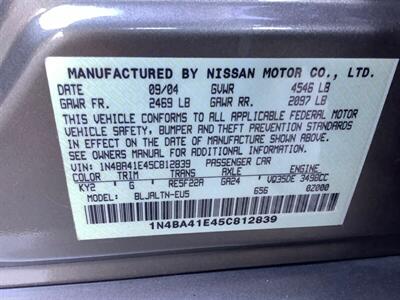 MANUFACTURED BY NISSAN MOTOR CO., LTD.
DATE 09/04 GVWR 4546 LB
GAWR FR. 2469 LB GAWR RR. 2097 LB
THIS VEHICLE CONFORMS TO ALL APPLICABLE FEDERAL MOTOR
VEHICLE SAFETY, BUMPER AND THEFT PREVENTION STANDARDS
IN EFFECT ON THE DATE OF MANUFACTURE SHOWN ABOVE.
SEE OWNERS MANUAL FOR ADDITIONAL INFORMATION
VIN: 1N4BA41E45C812839 PASSENGER CAR
COLOR TRIM TRANS AXLE ENGINE
KY2 G RE5F22A GA24 VQ35DE 3498CC
MODEL: BLJALTN-EU5 656 0Z000
1N4BA41E45C812839